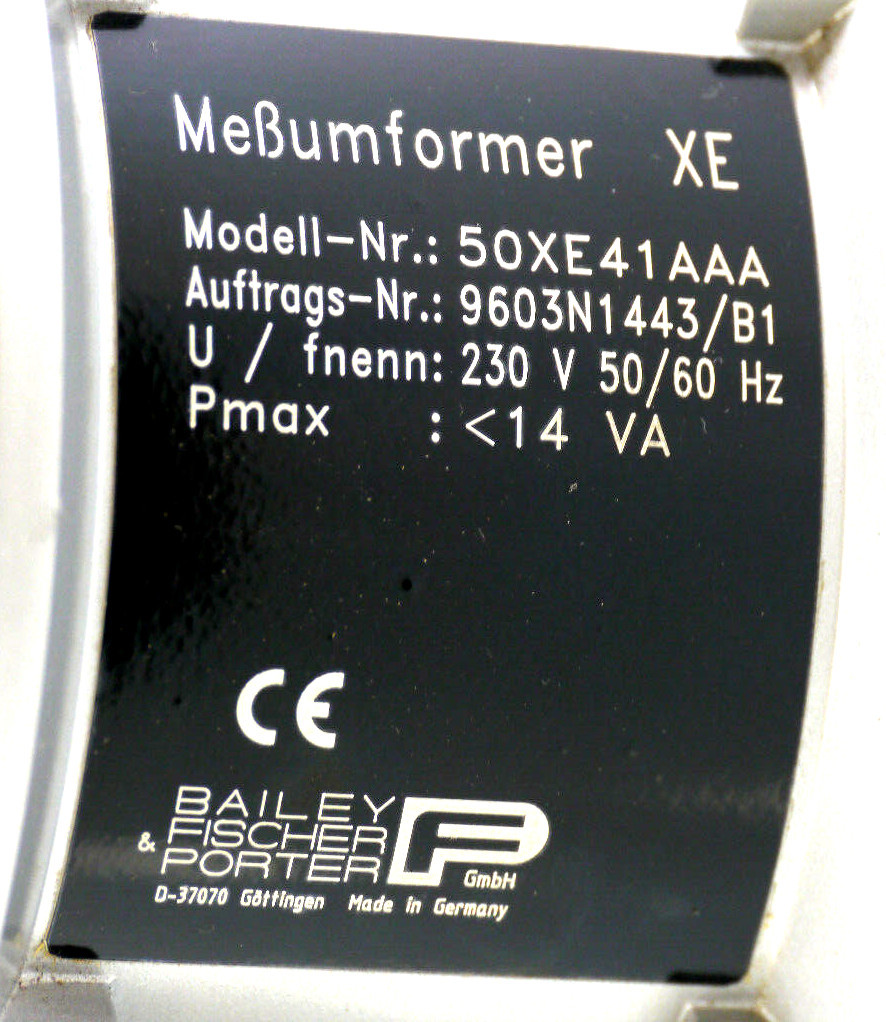 Meßumformer XE
Modell-Nr.: 50XE41AAA
Auftrags-Nr.: 9603N1443/B1
U / fnenn: 230 V 50/60 Hz
Pmax : <14 VA
CE
BAILEY
& FISCHER
PORTER
GmbH
D-37070 Göttingen Made in Germany